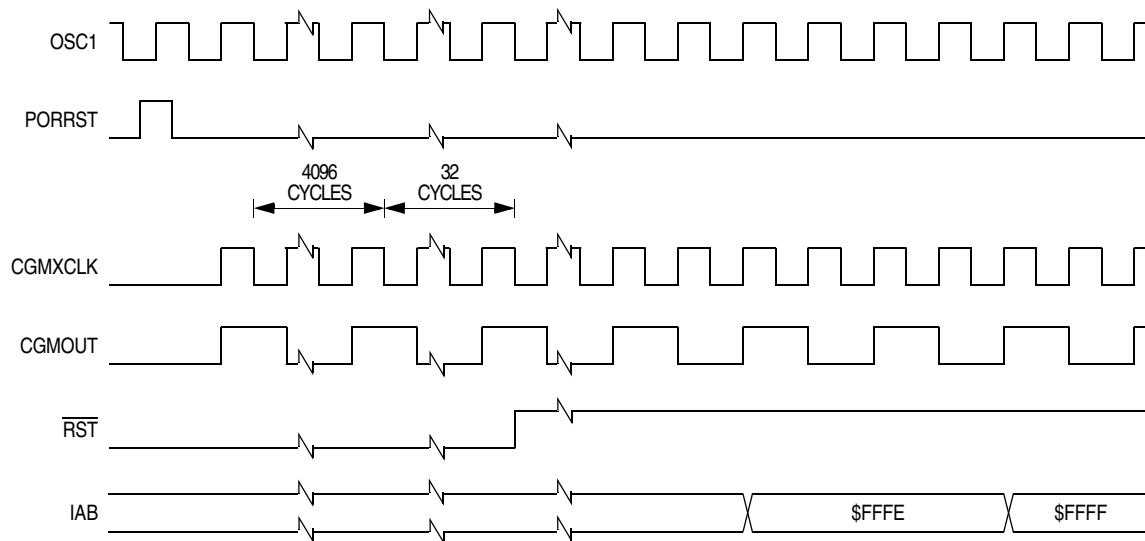 OSC1
PORRST
4096
CYCLES
32
CYCLES
CGMXCLK
CGMOUT
RST
IAB
$FFFE
$FFFF